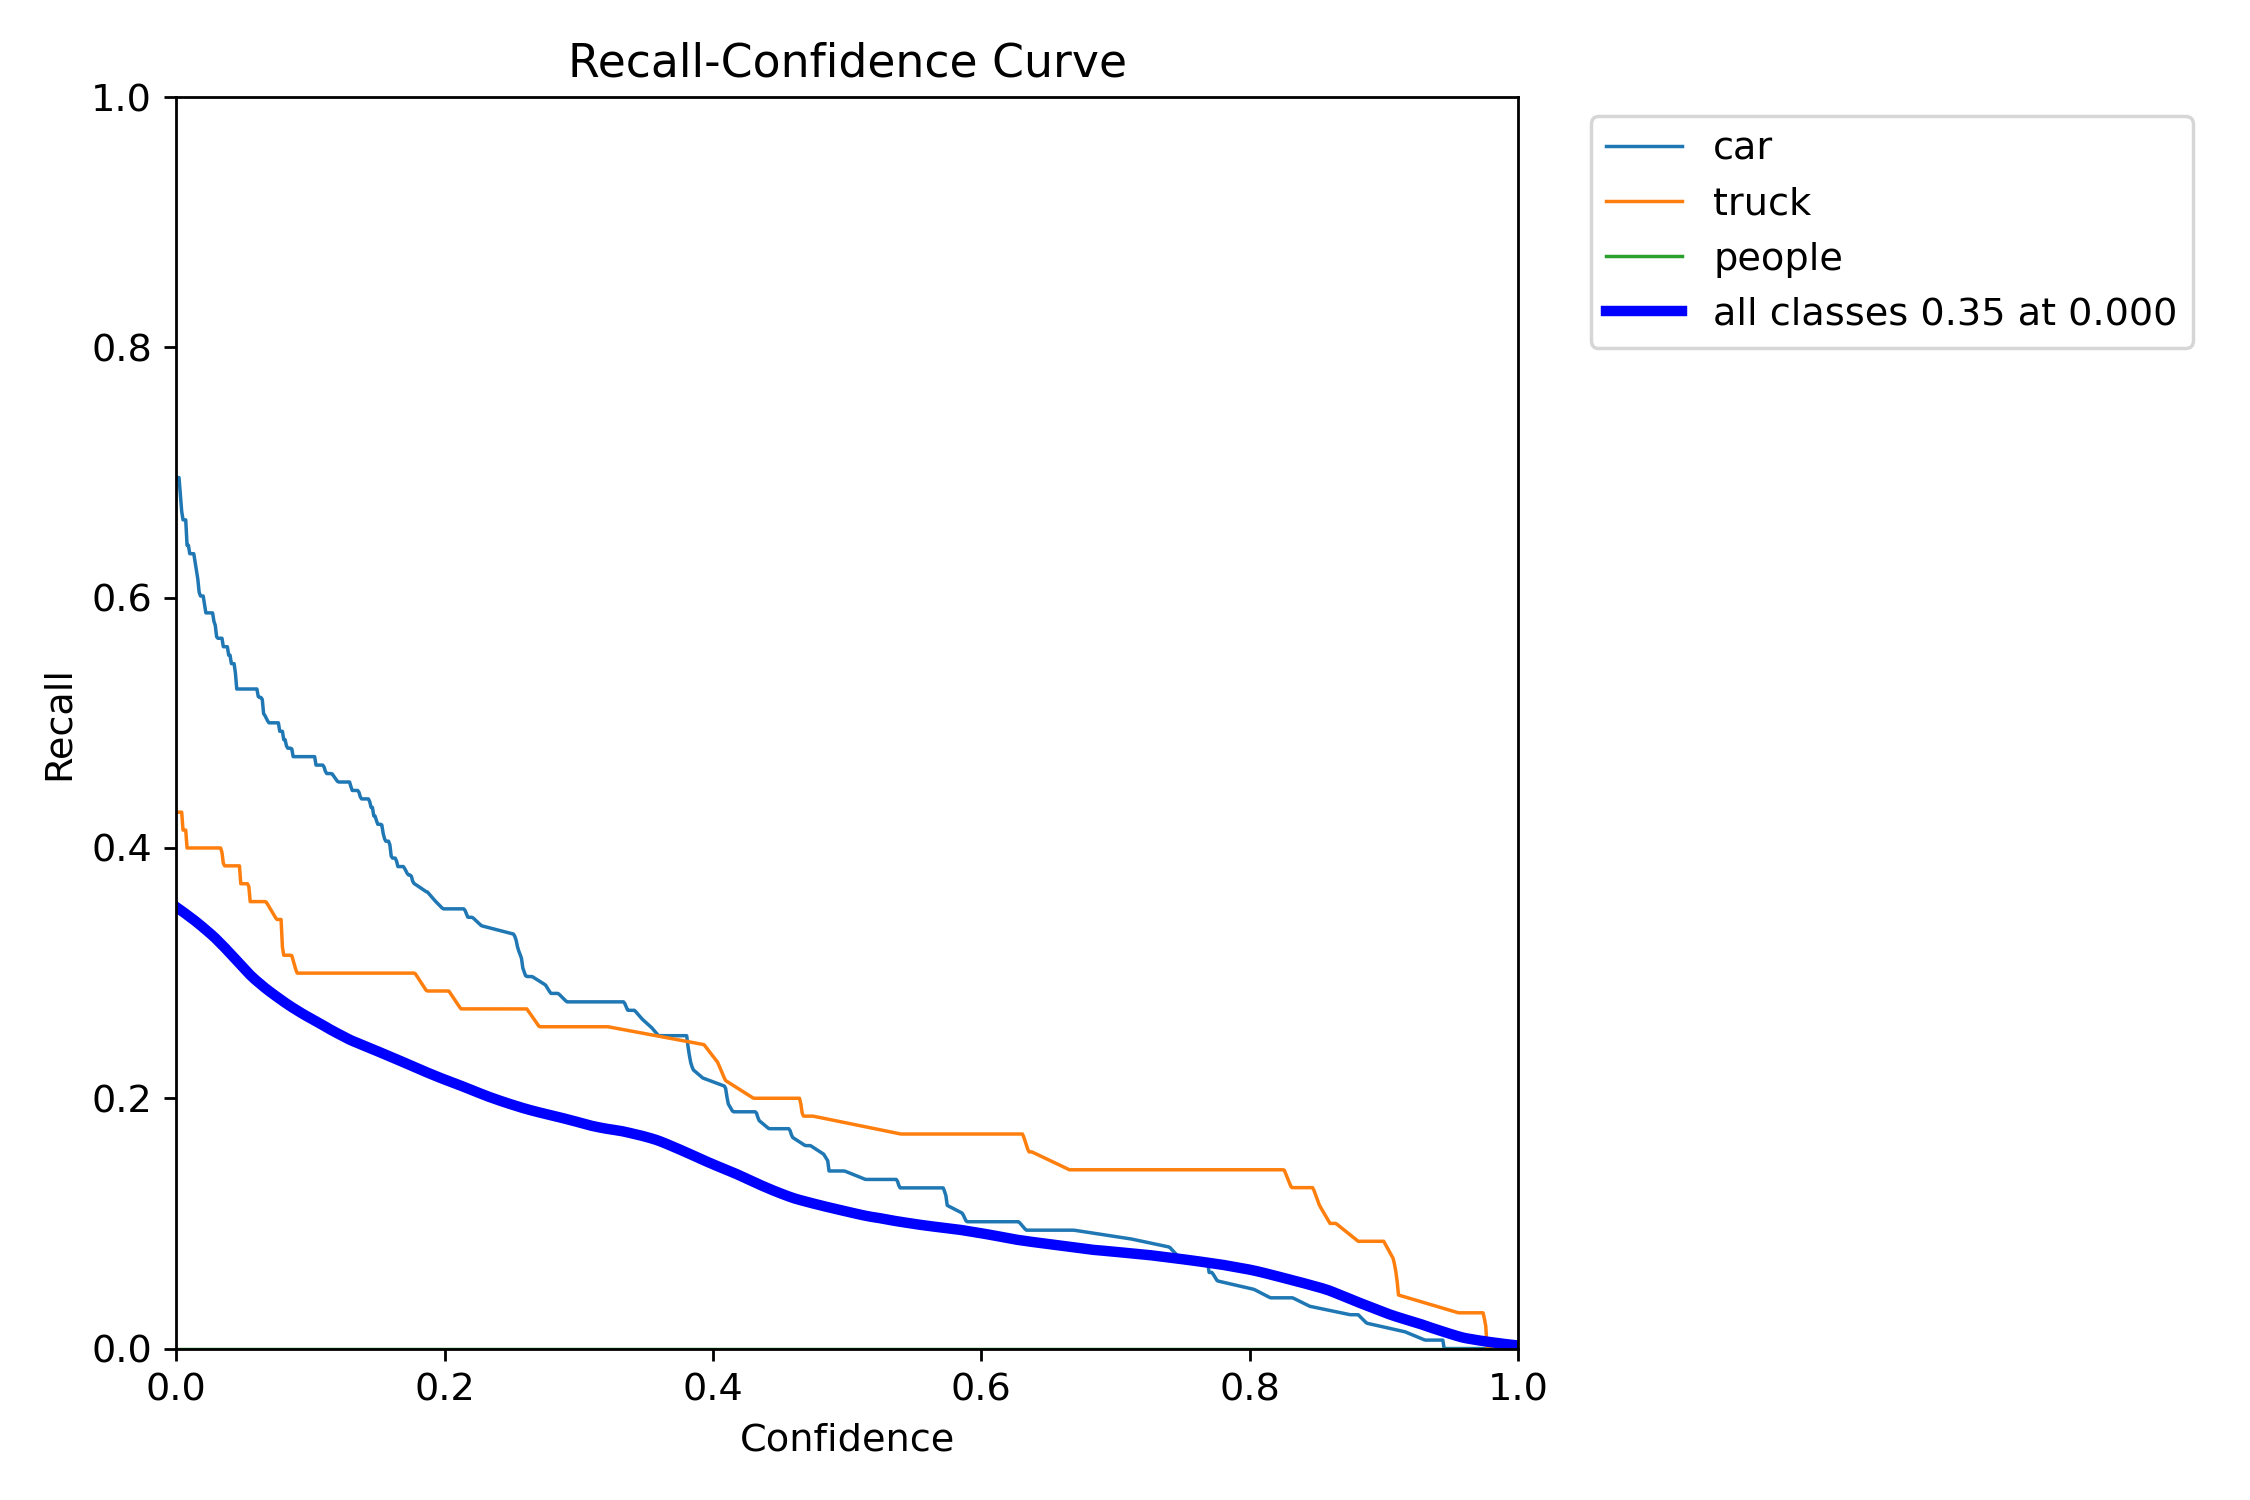 Recall-Confidence Curve
1.0
0.8
0.6
0.4
0.2
0.0
Recall
0.0 0.2 0.4 0.6 0.8 1.0
Confidence
car
truck
people
all classes 0.35 at 0.000